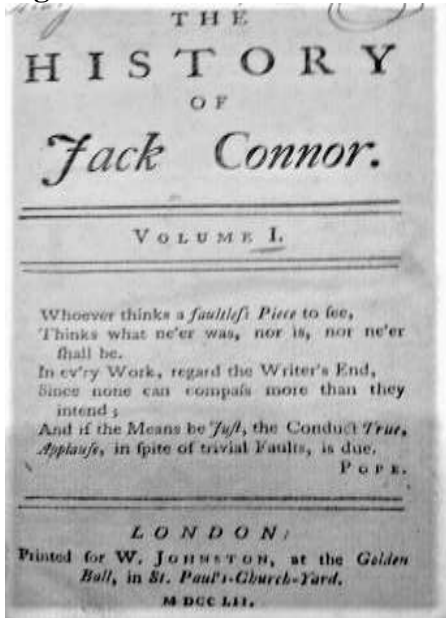 THE
HISTORY
OF
Jack Connor.
VOLUME I.
Whoever thinks a faultleſs Piece to ſee,
Thinks what ne'er was, nor is, nor ne'er
ſhall be.
In ev'ry Work, regard the Writer's End,
Since none can compaſs more than they
intend;
And if the Means be Juſt, the Conduct True,
Applauſe, in ſpite of trivial Faults, is due.
POPE.
LONDON:
Printed for W. JOHNSTON, at the Golden
Ball, in St. Paul's-Church-Yard.
M DCC LII.